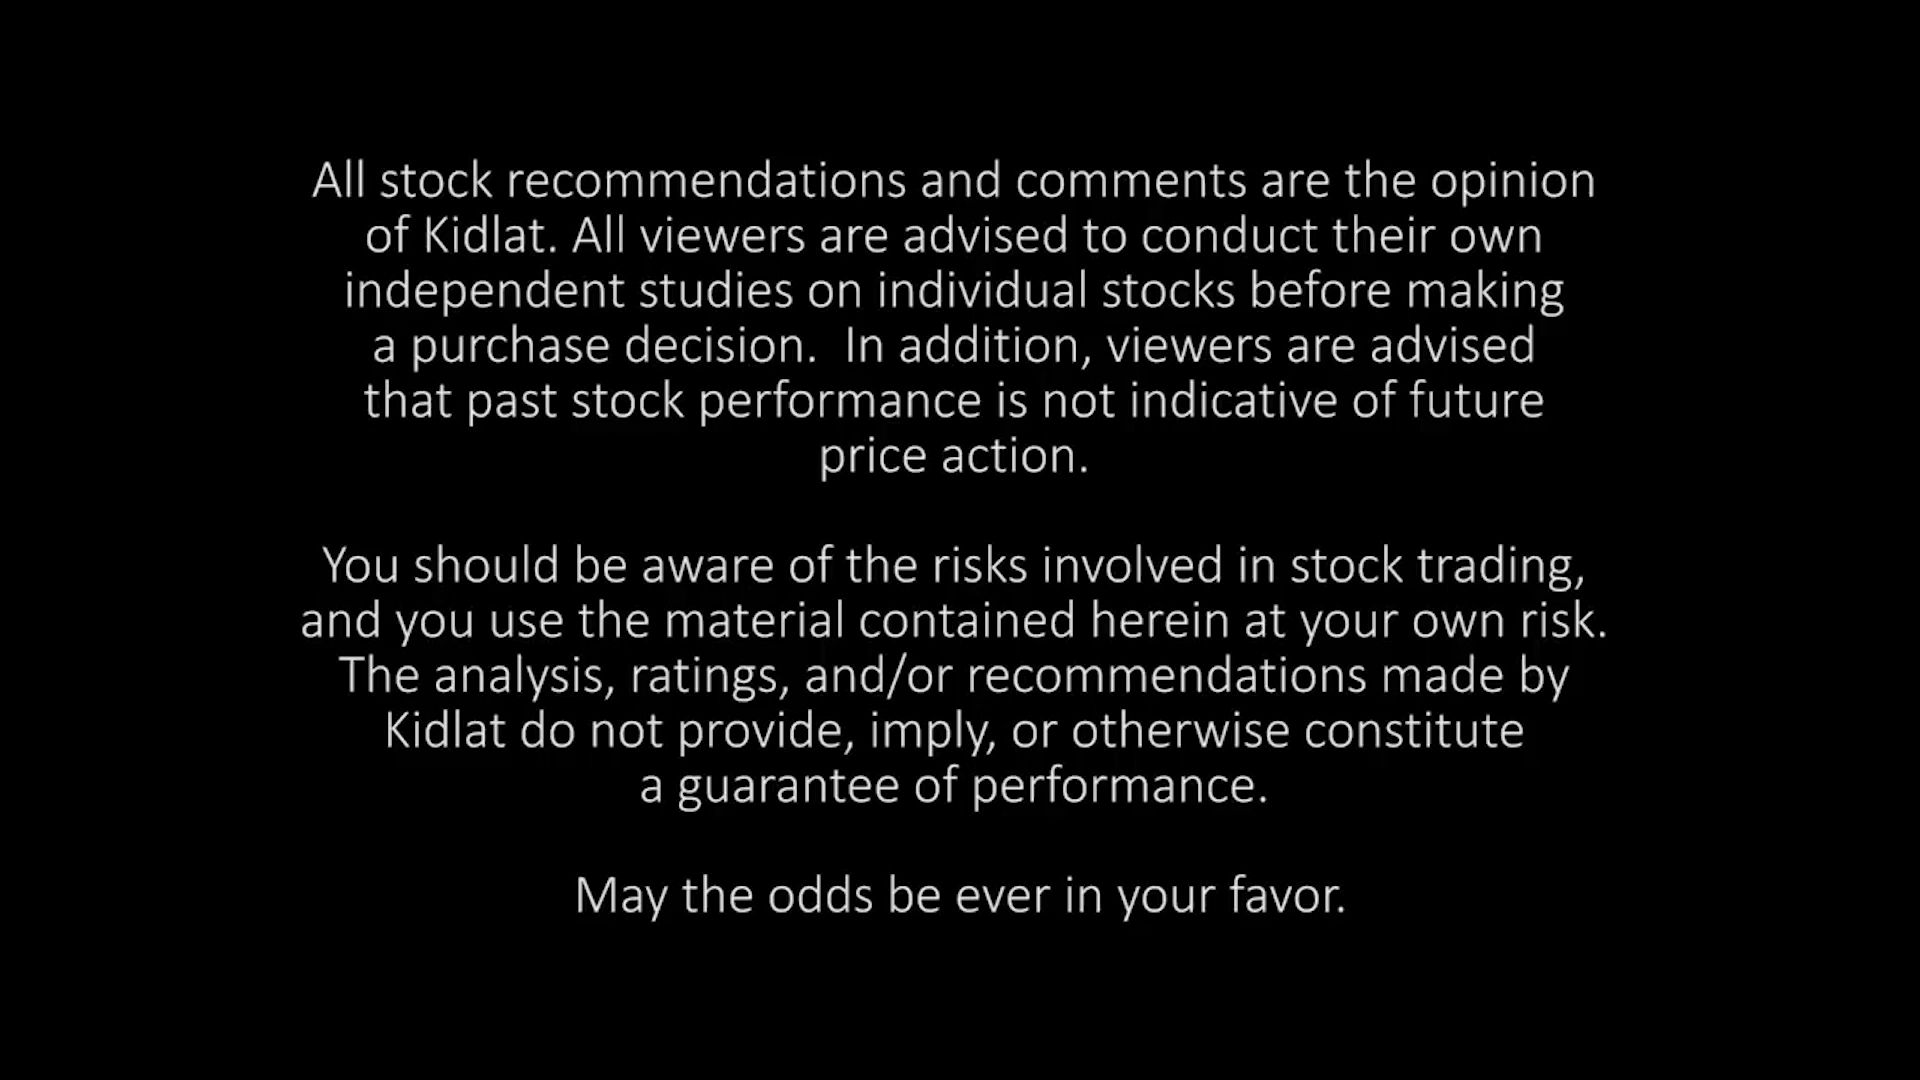 All stock recommendations and comments are the opinion
of Kidlat. All viewers are advised to conduct their own
independent studies on individual stocks before making
a purchase decision.  In addition, viewers are advised
that past stock performance is not indicative of future
price action.
You should be aware of the risks involved in stock trading,
and you use the material contained herein at your own risk.
The analysis, ratings, and/or recommendations made by
Kidlat do not provide, imply, or otherwise constitute
a guarantee of performance.
May the odds be ever in your favor.